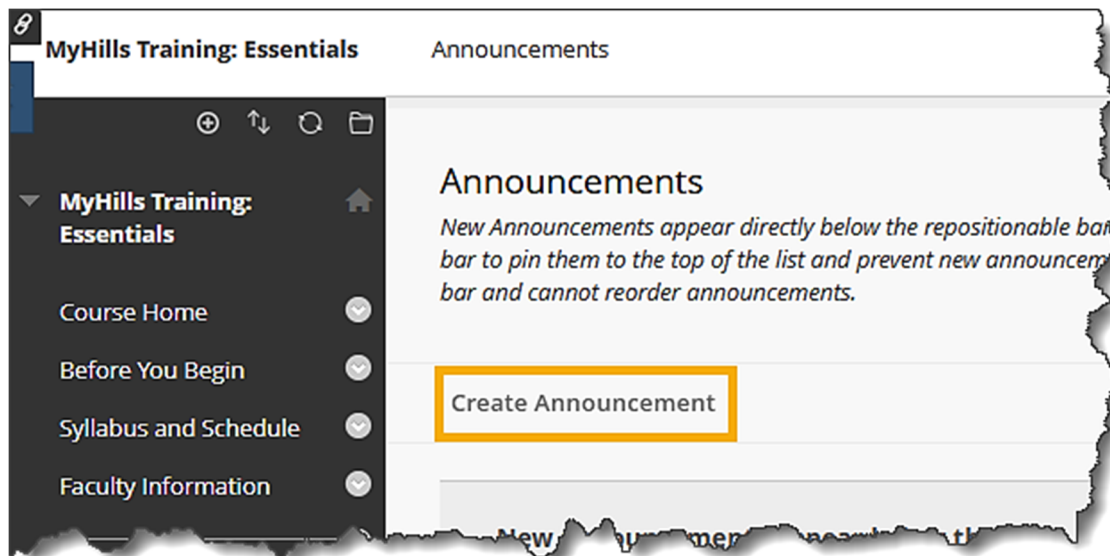 MyHills Training: Essentials
Announcements
MyHills Training:
Essentials
Course Home
Before You Begin
Syllabus and Schedule
Faculty Information
Announcements
New Announcements appear directly below the repositionable bar
bar to pin them to the top of the list and prevent new announcem
bar and cannot reorder announcements.
Create Announcement
New